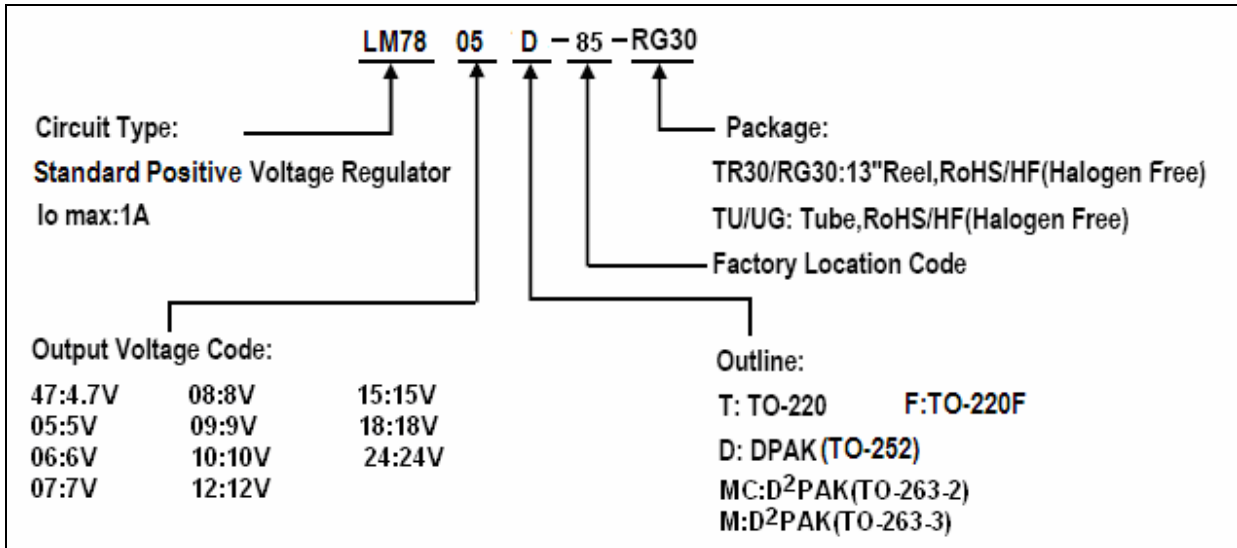 LM78 05 D – 85 – RG30
Circuit Type:
Standard Positive Voltage Regulator
Io max:1A
Package:
TR30/RG30:13"Reel,RoHS/HF(Halogen Free)
TU/UG: Tube,RoHS/HF(Halogen Free)
Factory Location Code
Output Voltage Code:
47:4.7V 08:8V 15:15V
05:5V 09:9V 18:18V
06:6V 10:10V 24:24V
07:7V 12:12V
Outline:
T: TO-220 F:TO-220F
D: DPAK(TO-252)
MC:D²PAK(TO-263-2)
M:D²PAK(TO-263-3)